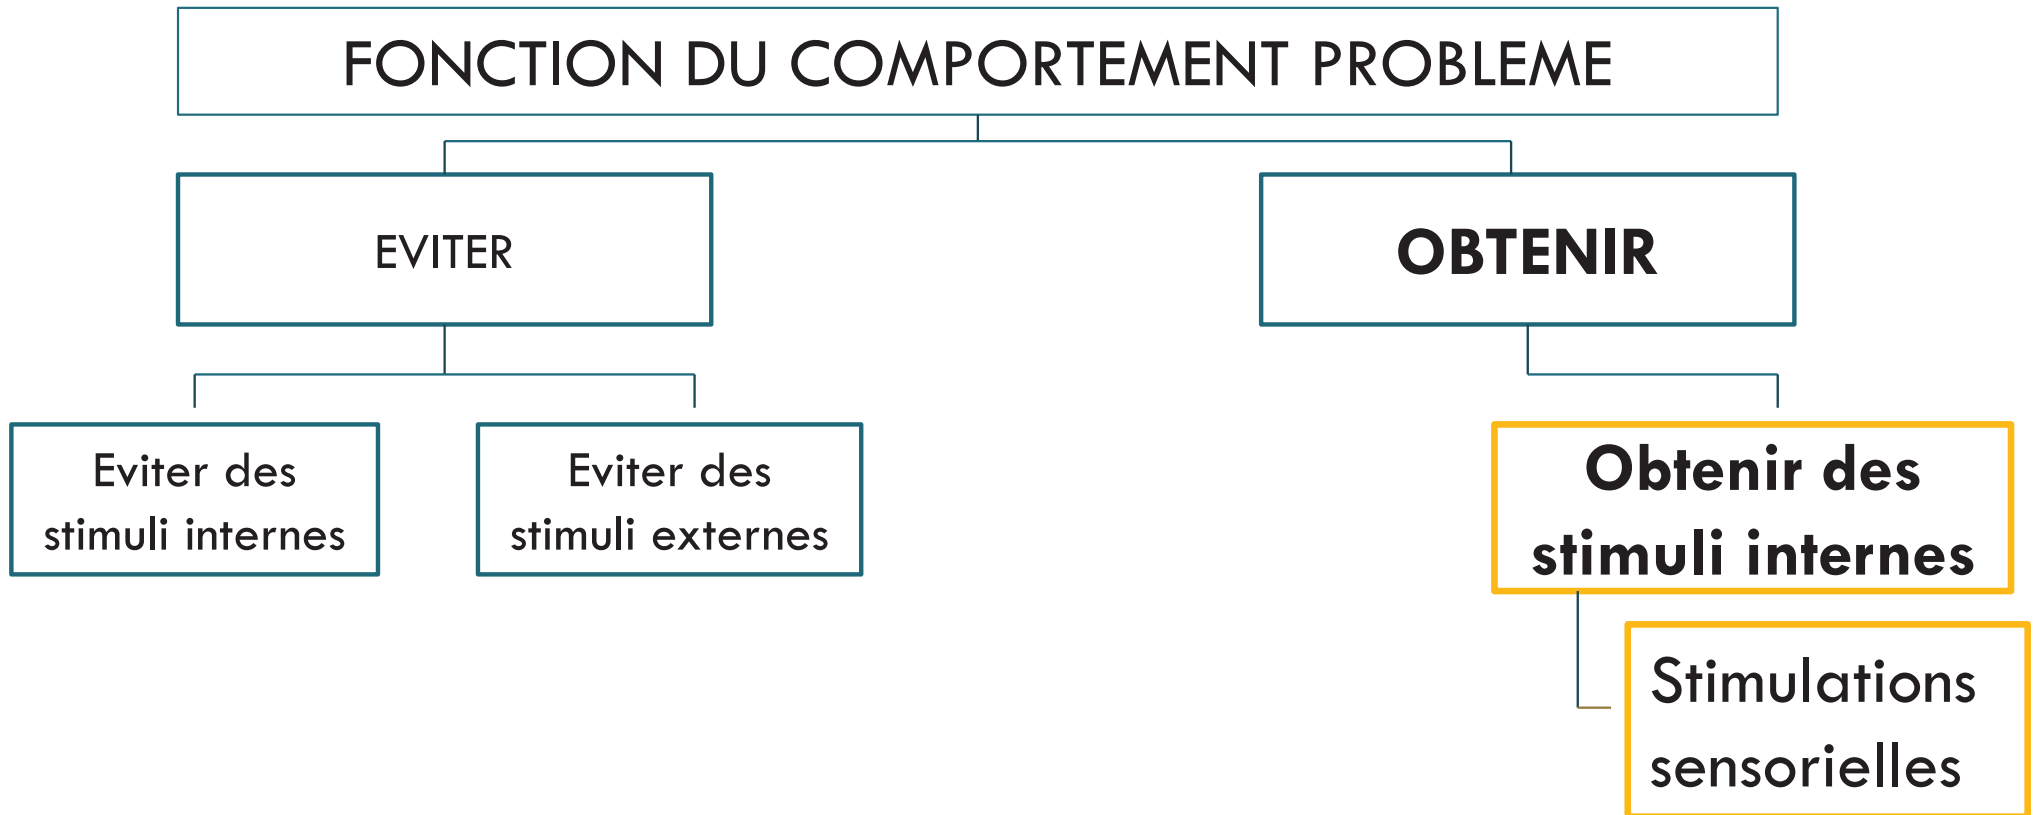 FONCTION DU COMPORTEMENT PROBLEME
EVITER
OBTENIR
Eviter des
stimuli internes
Eviter des
stimuli externes
Obtenir des
stimuli internes
Stimulations
sensorielles